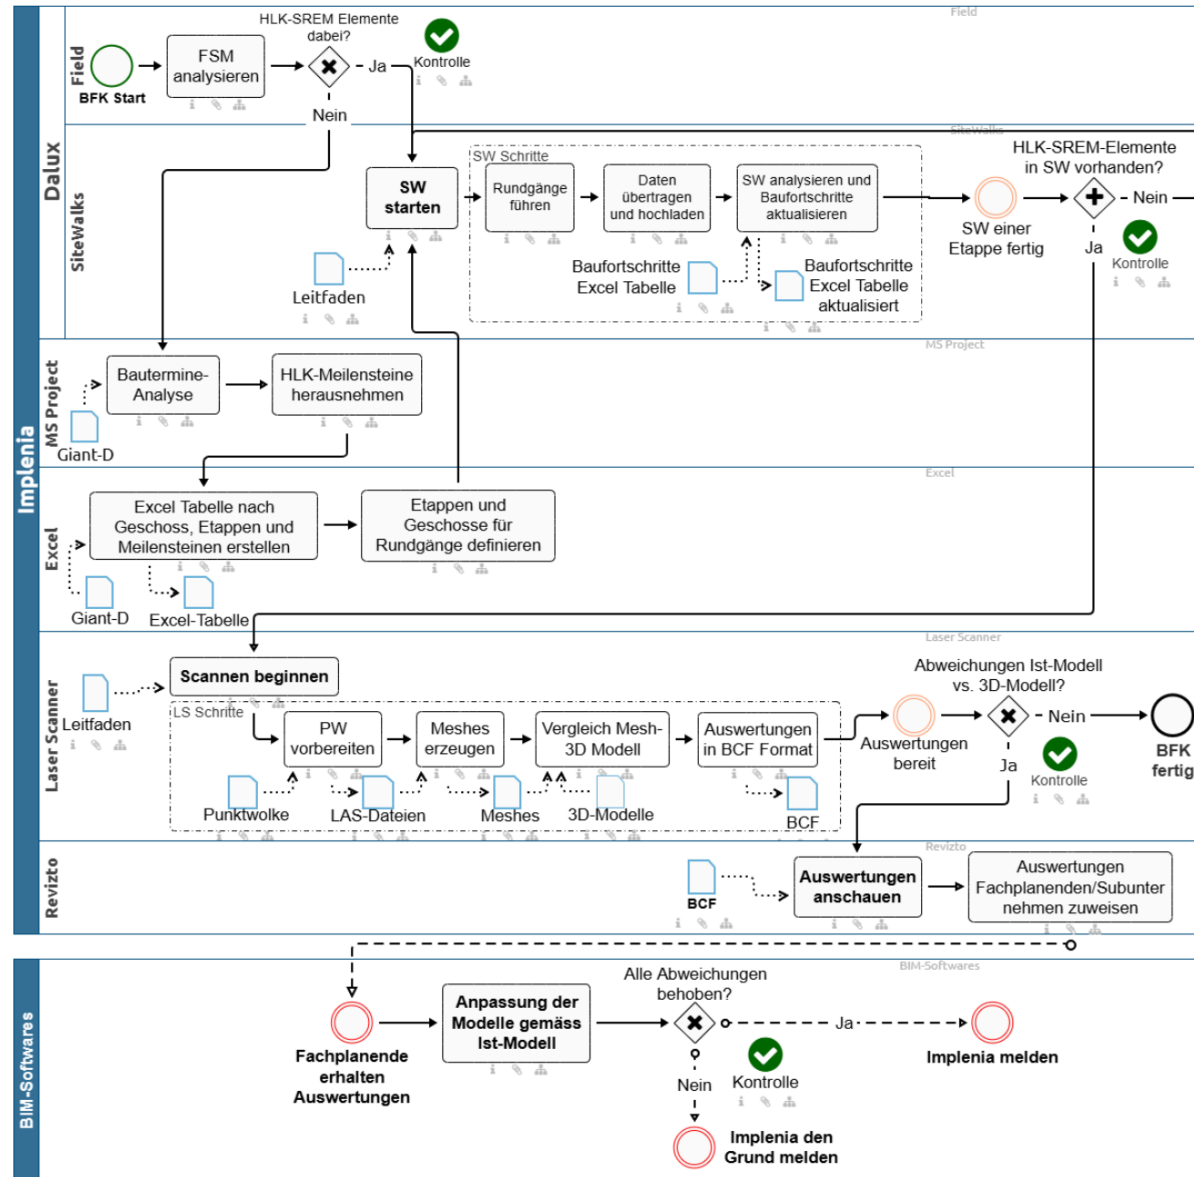 Implenia
Dalux
Field
Field
BFK Start
FSM
analysieren
HLK-SREM Elemente
dabei?
Ja
Nein
Kontrolle
SiteWalks
SiteWalks
SW
starten
Leitfaden
SW Schritte
Rundgänge
führen
Daten
übertragen
und hochladen
SW analysieren und
Baufortschritte
aktualisieren
Baufortschritte
Excel Tabelle
Baufortschritte
Excel Tabelle
aktualisiert
SW einer
Etappe fertig
HLK-SREM-Elemente
in SW vorhanden?
Nein
Ja
Kontrolle
MS Project
MS Project
Bautermine-
Analyse
HLK-Meilensteine
herausnehmen
Giant-D
Excel
Excel
Excel Tabelle nach
Geschoss, Etappen und
Meilensteinen erstellen
Etappen und
Geschosse für
Rundgänge definieren
Giant-D
Excel-Tabelle
Laser Scanner
Laser Scanner
Scannen beginnen
Leitfaden
LS Schritte
PW
vorbereiten
Meshes
erzeugen
Vergleich Mesh-
3D Modell
Auswertungen
in BCF Format
Punktwolke
LAS-Dateien
Meshes
3D-Modelle
BCF
Auswertungen
bereit
Abweichungen Ist-Modell
vs. 3D-Modell?
Nein
Ja
Kontrolle
BFK
fertig
Revizto
Revizto
BCF
Auswertungen
anschauen
Auswertungen
Fachplanenden/Subunter
nehmen zuweisen
BIM-Softwares
BIM-Softwares
Fachplanende
erhalten
Auswertungen
Anpassung der
Modelle gemäss
Ist-Modell
Alle Abweichungen
behoben?
Ja
Nein
Kontrolle
Implenia melden
Implenia den
Grund melden